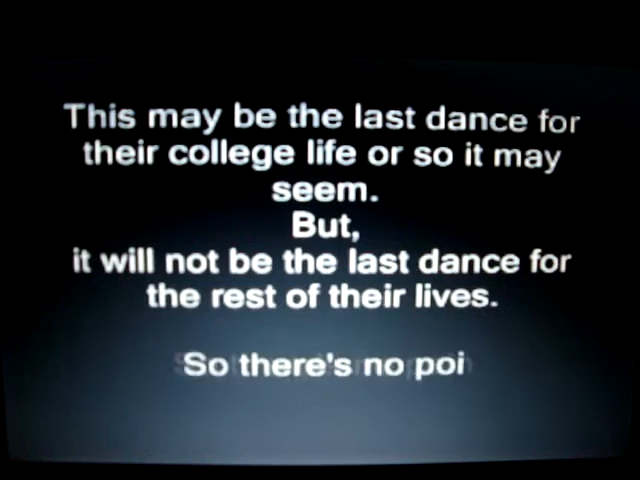 This may be the last dance for
their college life or so it may
seem.
But,
it will not be the last dance for
the rest of their lives.
So there's no poi